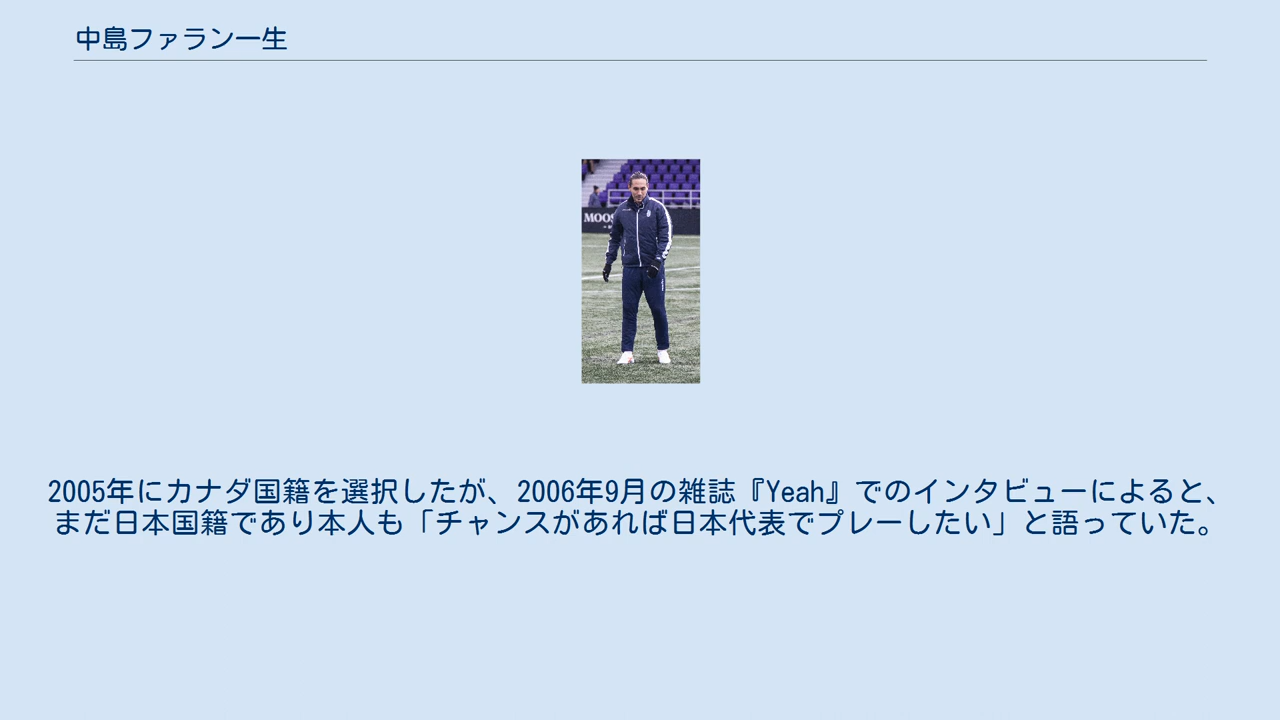 中島ファラン一生
MOOS
2005年にカナダ国籍を選択したが、2006年9月の雑誌『Yeah』でのインタビューによると、
まだ日本国籍であり本人も「チャンスがあれば日本代表でプレーしたい」と語っていた。